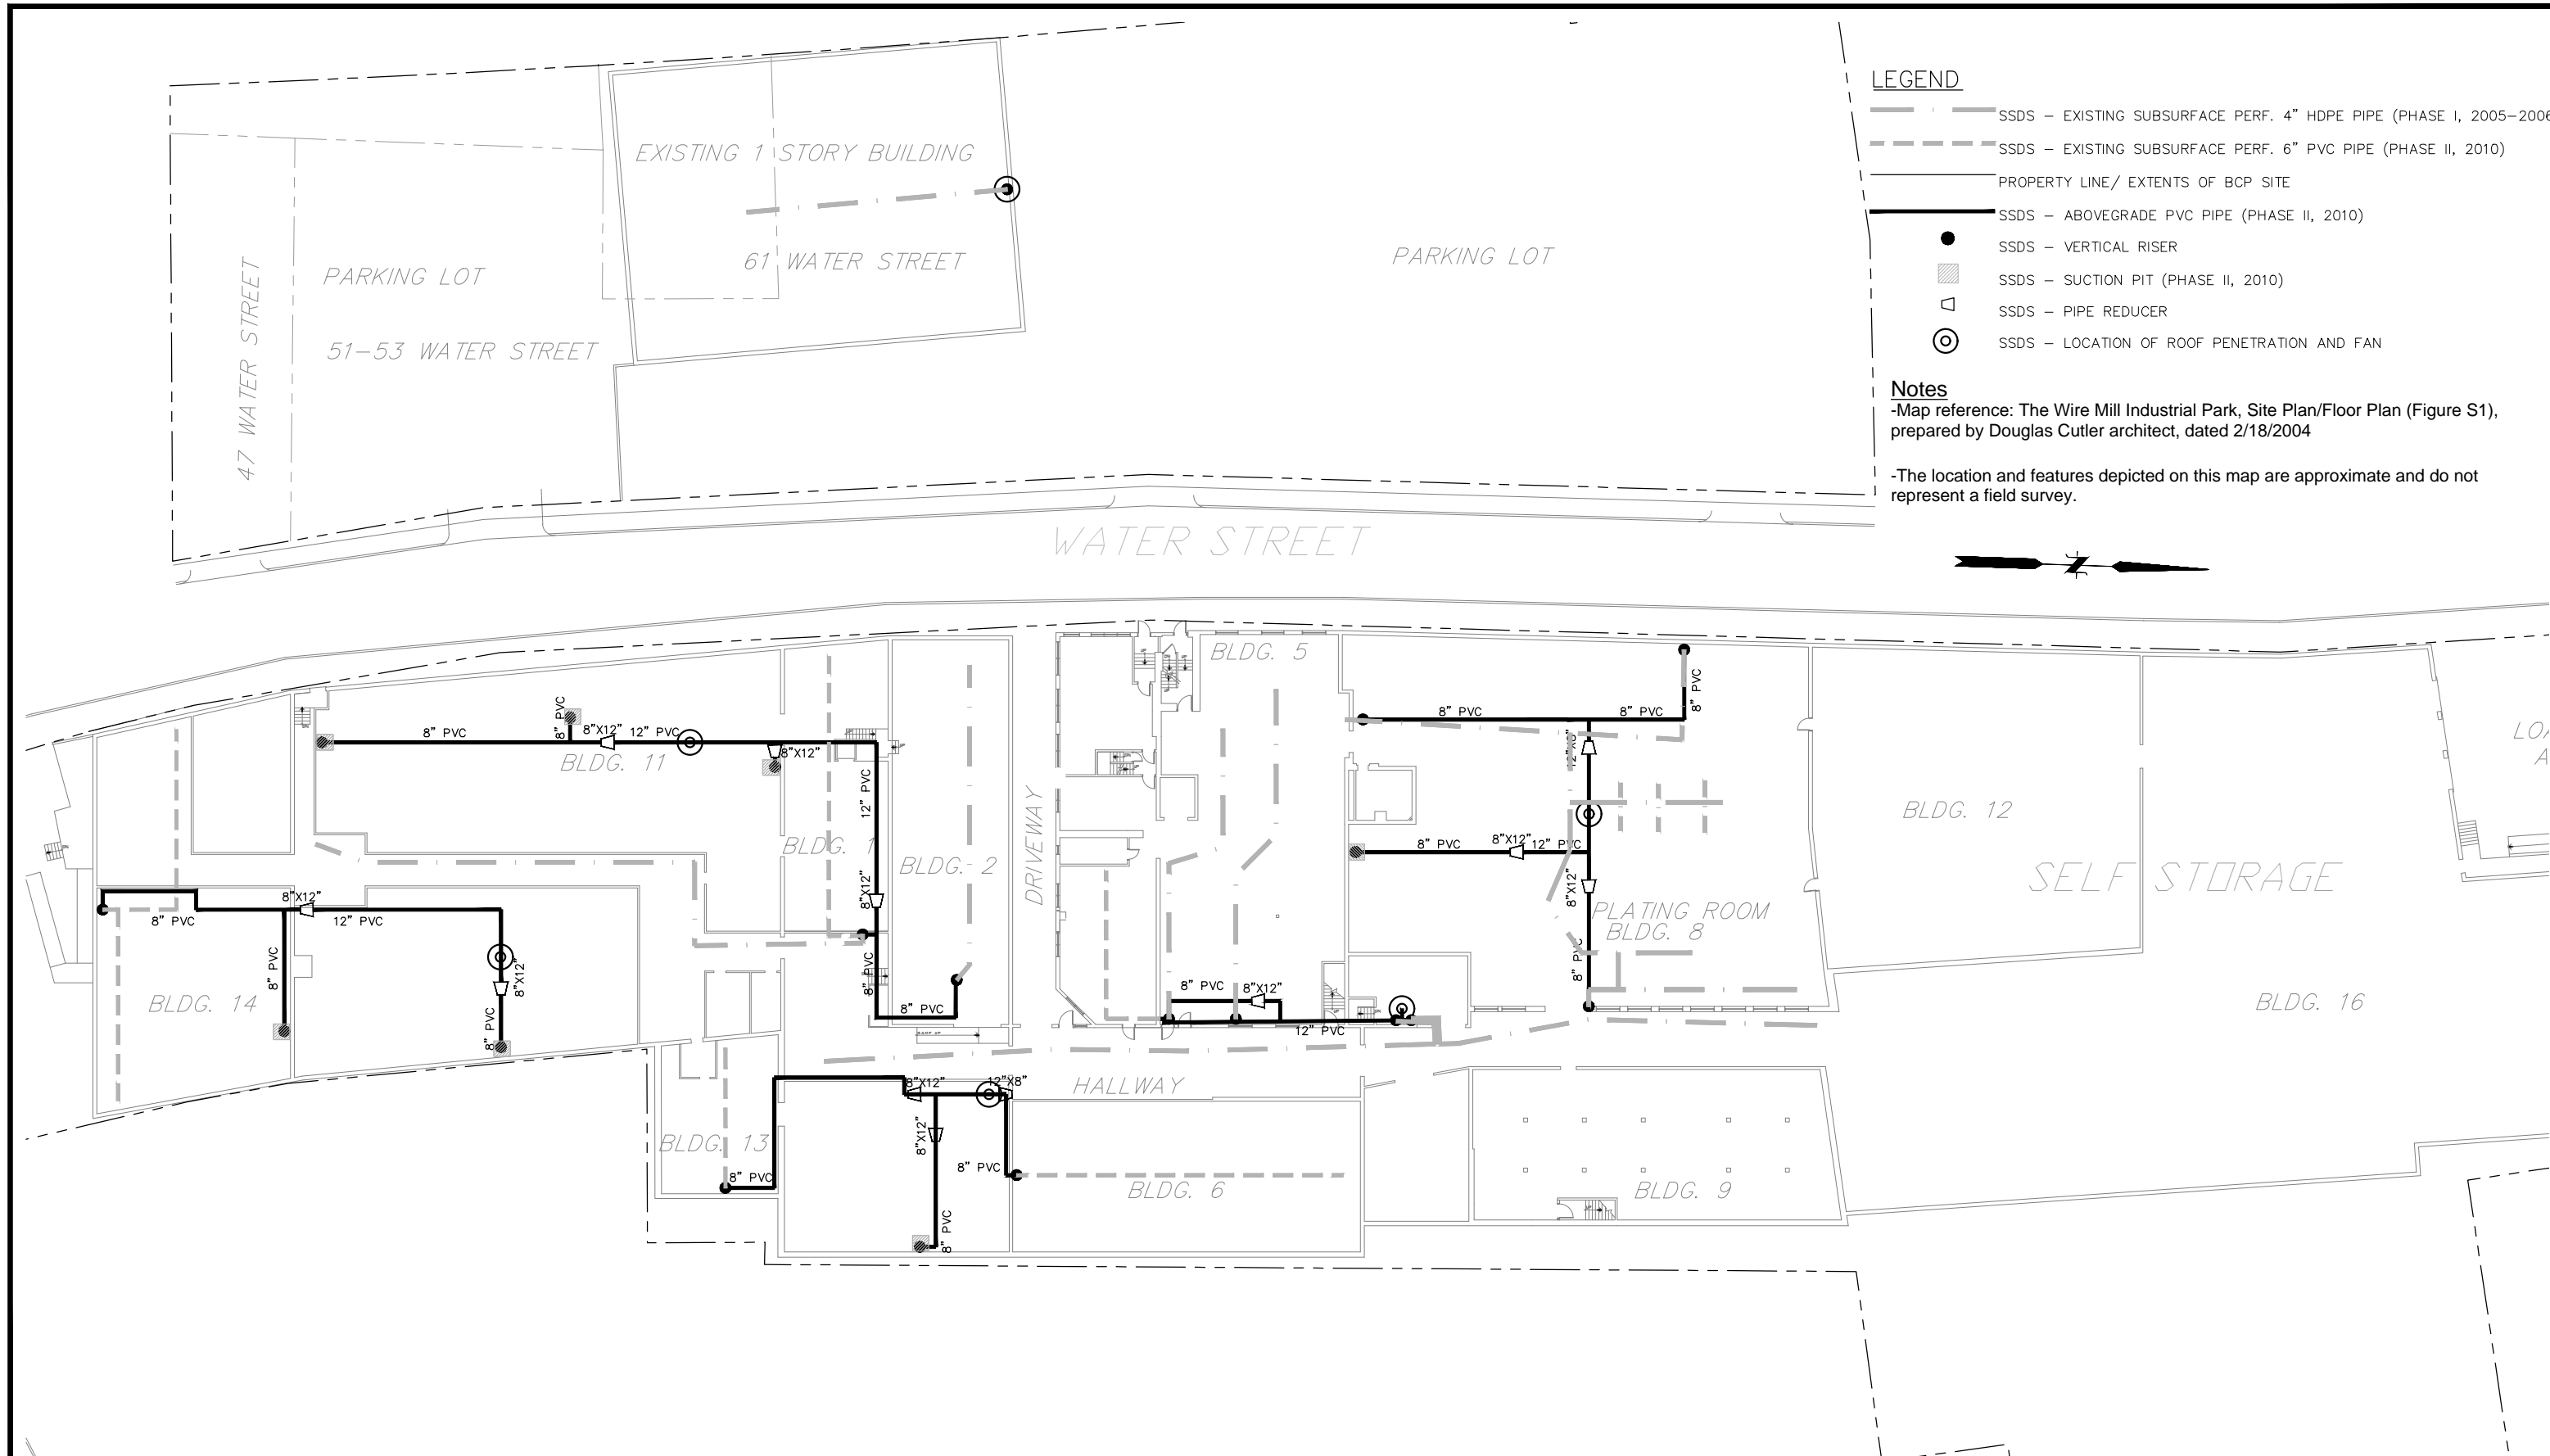 LEGEND
SSDS – EXISTING SUBSURFACE PERF. 4" HDPE PIPE (PHASE I, 2005–2006
SSDS – EXISTING SUBSURFACE PERF. 6" PVC PIPE (PHASE II, 2010)
PROPERTY LINE/ EXTENTS OF BCP SITE
SSDS – ABOVEGRADE PVC PIPE (PHASE II, 2010)
SSDS – VERTICAL RISER
SSDS – SUCTION PIT (PHASE II, 2010)
SSDS – PIPE REDUCER
SSDS – LOCATION OF ROOF PENETRATION AND FAN
Notes
-Map reference: The Wire Mill Industrial Park, Site Plan/Floor Plan (Figure S1),
prepared by Douglas Cutler architect, dated 2/18/2004
-The location and features depicted on this map are approximate and do not
represent a field survey.
EXISTING 1 STORY BUILDING
61 WATER STREET
PARKING LOT
47 WATER STREET
PARKING LOT
51–53 WATER STREET
WATER STREET
BLDG. 5
8" PVC
8" PVC
8" PVC
12"X8"
8" PVC
8" PVC
8"X12"
12" PVC
8"X12"
BLDG. 11
12" PVC
BLDG. 1
8"X12"
BLDG. 2
DRIVEWAY
8" PVC
8"X12"
12" PVC
8"X12"
PLATING ROOM
BLDG. 8
8" PVC
BLDG. 12
SELF STORAGE
BLDG. 16
8"X12"
8" PVC
12" PVC
8" PVC
8"X12"
8" PVC
BLDG. 14
8" PVC
8" PVC
8" PVC
8"X12"
12" PVC
HALLWAY
8"X12"
12"X8"
8"X12"
BLDG. 13
8" PVC
8" PVC
8" PVC
BLDG. 6
BLDG. 9